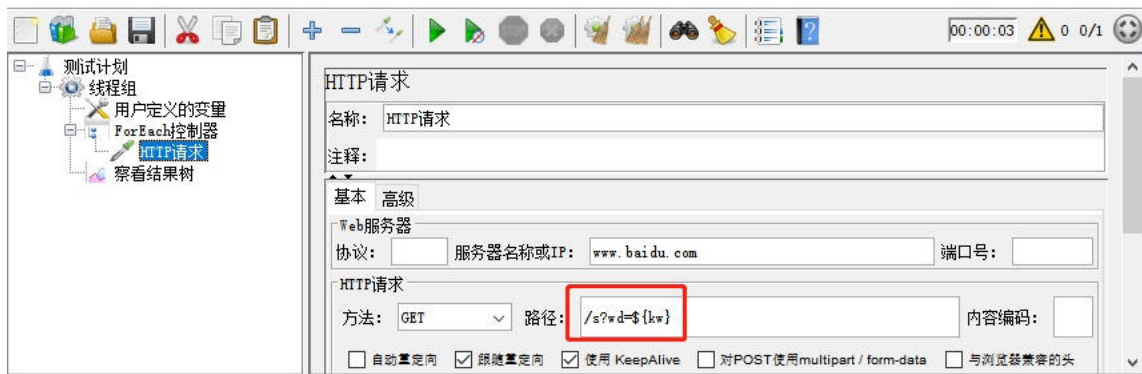 00:00:03 0 0/1
测试计划
线程组
用户定义的变量
ForEach控制器
HTTP请求
察看结果树
HTTP请求
名称: HTTP请求
注释:
基本 高级
Web服务器
协议: 服务器名称或IP: www.baidu.com 端口号:
HTTP请求
方法: GET 路径: /s?wd=${kw} 内容编码:
自动重定向 跟随重定向 使用 KeepAlive 对POST使用multipart / form-data 与浏览器兼容的头